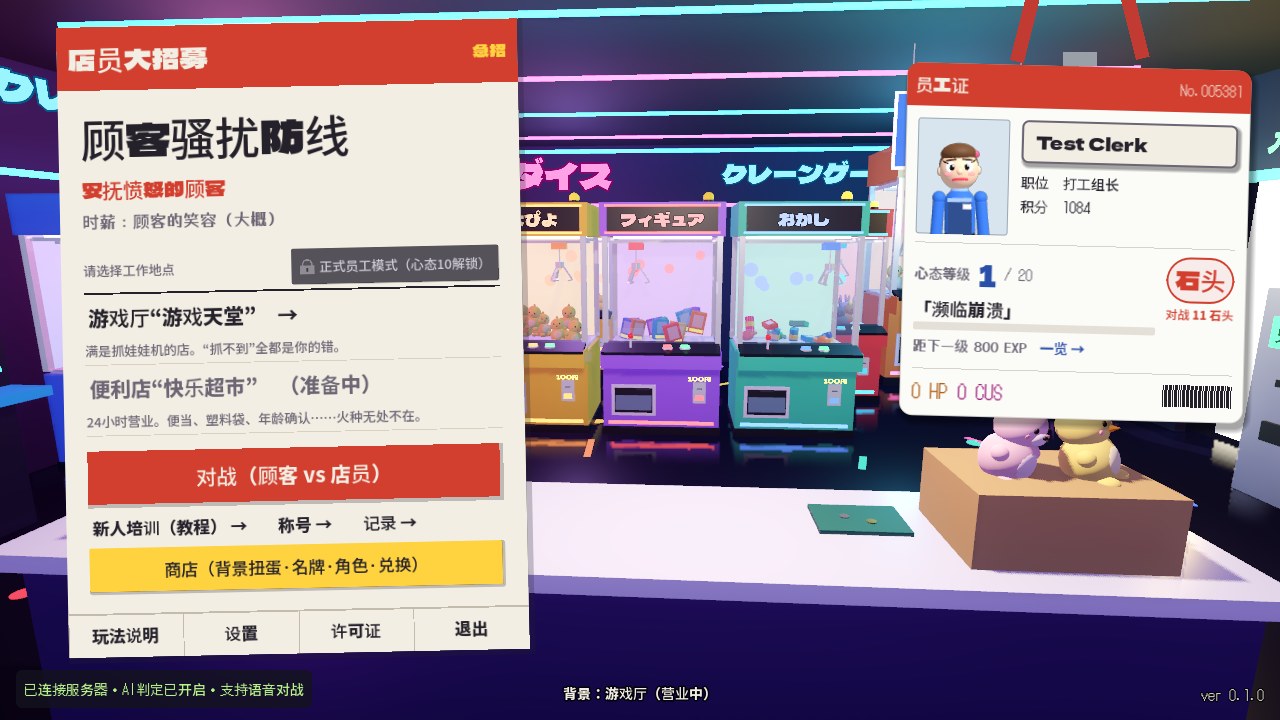 店员大招募
急招
顾客骚扰防线
安抚愤怒的顾客
时薪：顾客的笑容（大概）
请选择工作地点
正式员工模式（心态10解锁）
游戏厅“游戏天堂” →
满是抓娃娃机的店。“抓不到”全都是你的错。
便利店“快乐超市” （准备中）
24小时营业。便当、塑料袋、年龄确认……火种无处不在。
对战（顾客 vs 店员）
新人培训（教程） → 称号 → 记录 →
商店（背景扭蛋·名牌·角色·兑换）
玩法说明 设置 许可证 退出
已连接服务器・AI判定已开启・支持语音对战
背景：游戏厅（营业中）
ver 0.1.0
ダイス
クレーンゲー
ぴよ
フィギュア
おかし
100円
100円
100円
员工证
No. 005381
Test Clerk
职位 打工组长
积分 1084
心态等级 1 / 20
「濒临崩溃」
石头
对战 11 石头
距下一级 800 EXP 一览 →
0 HP 0 CUS